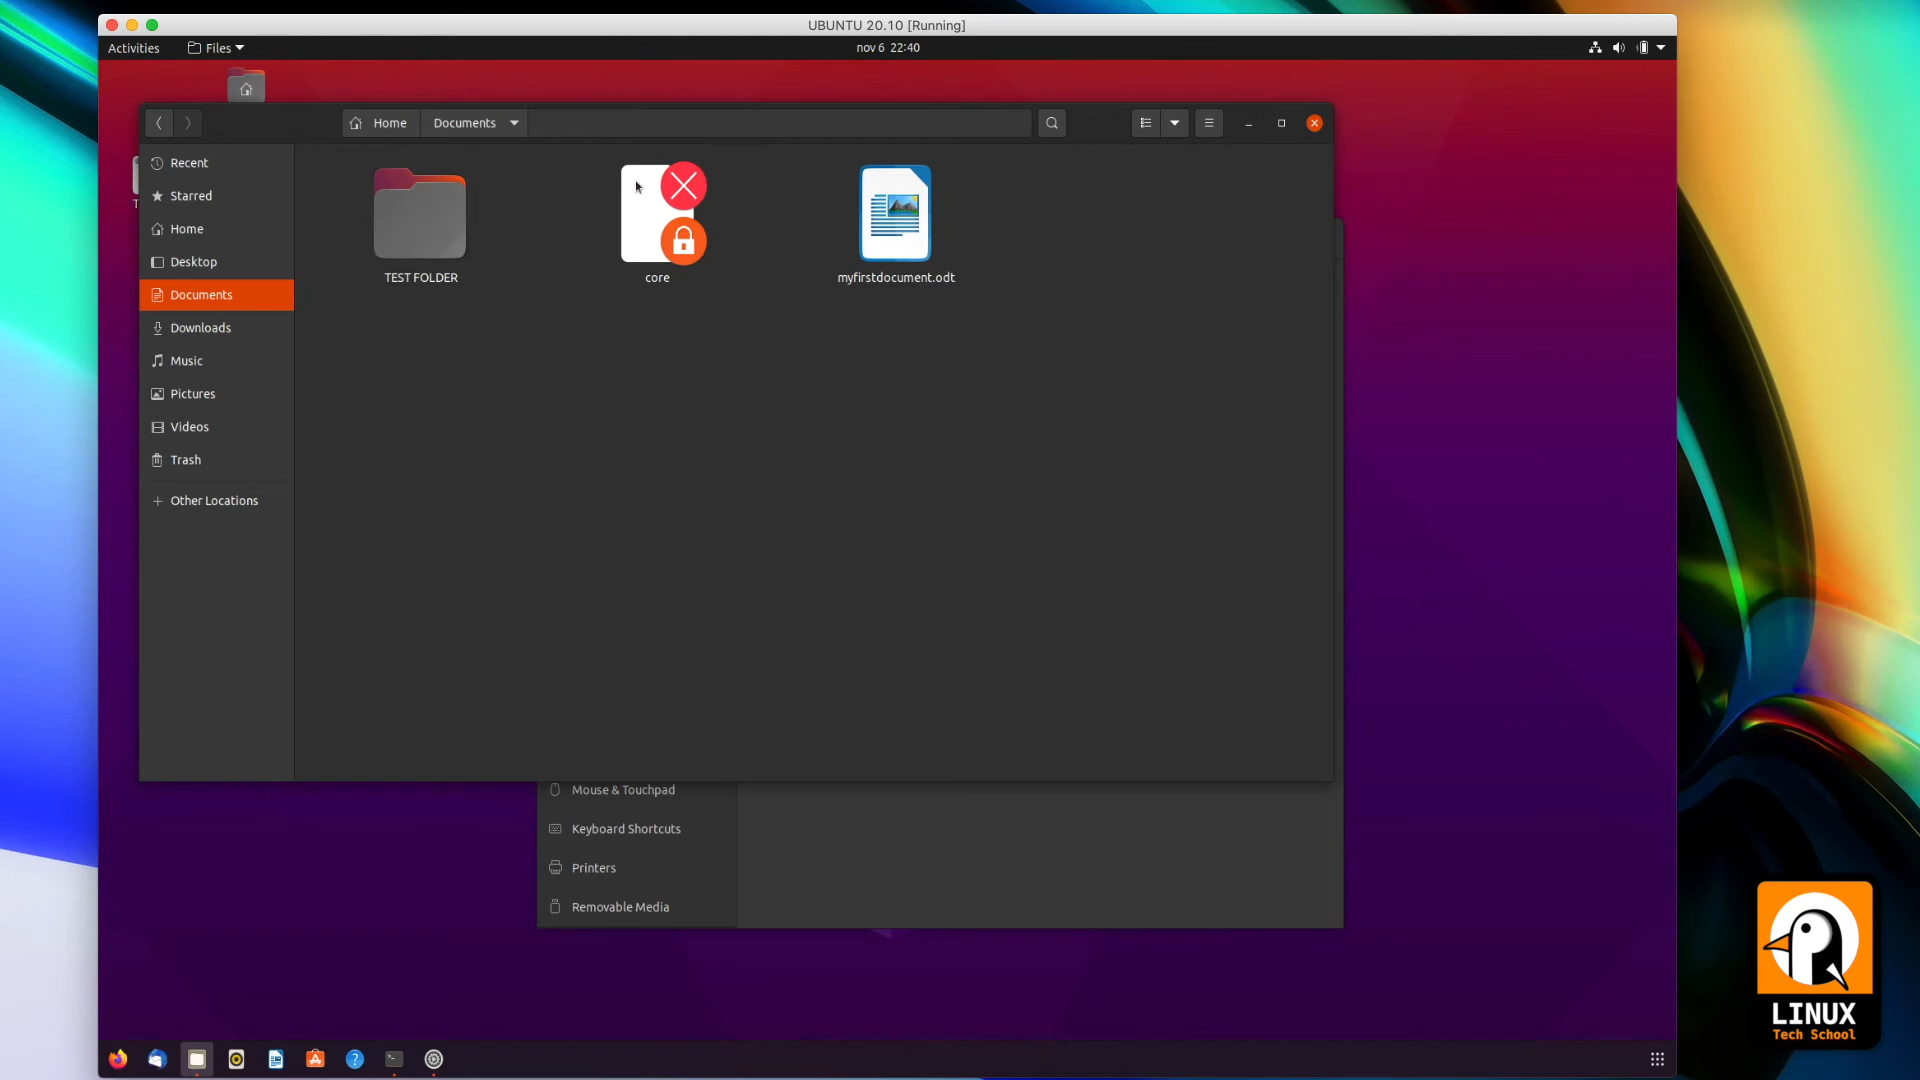 UBUNTU 20.10 [Running]
Activities
Files
nov 6 22:40
Home
Documents
Recent
Starred
Home
Desktop
Documents
Downloads
Music
Pictures
Videos
Trash
Other Locations
TEST FOLDER
core
myfirstdocument.odt
Mouse & Touchpad
Keyboard Shortcuts
Printers
Removable Media
LINUX
Tech School